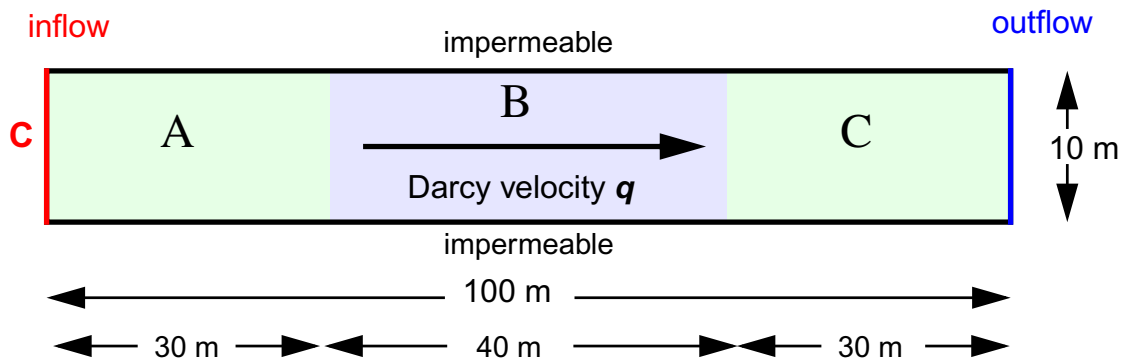 inflow
outflow
impermeable
C
A
B
C
Darcy velocity q
10 m
impermeable
100 m
30 m
40 m
30 m